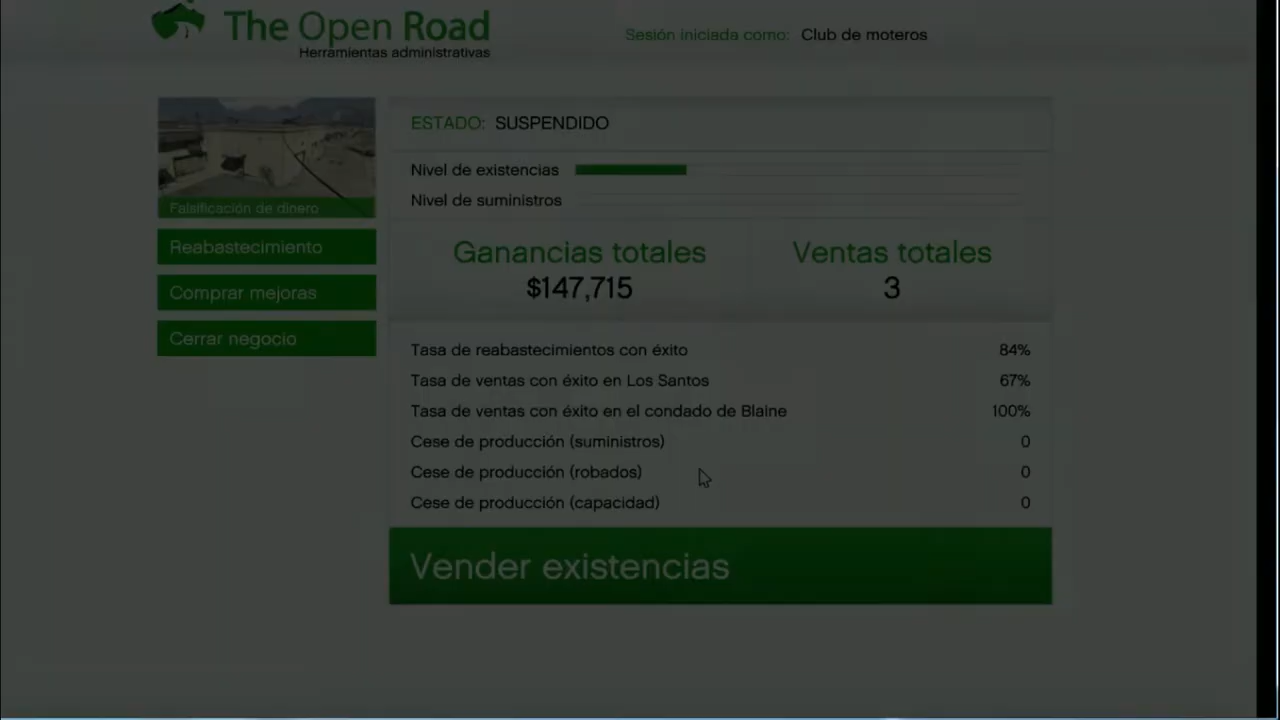 The Open Road
Herramientas administrativas
Sesión iniciada como: Club de moteros
Falsificación de dinero
Reabastecimiento
Comprar mejoras
Cerrar negocio
ESTADO: SUSPENDIDO
Nivel de existencias
Nivel de suministros
Ganancias totales
$147,715
Ventas totales
3
Tasa de reabastecimientos con éxito 84%
Tasa de ventas con éxito en Los Santos 67%
Tasa de ventas con éxito en el condado de Blaine 100%
Cese de producción (suministros) 0
Cese de producción (robados) 0
Cese de producción (capacidad) 0
Vender existencias